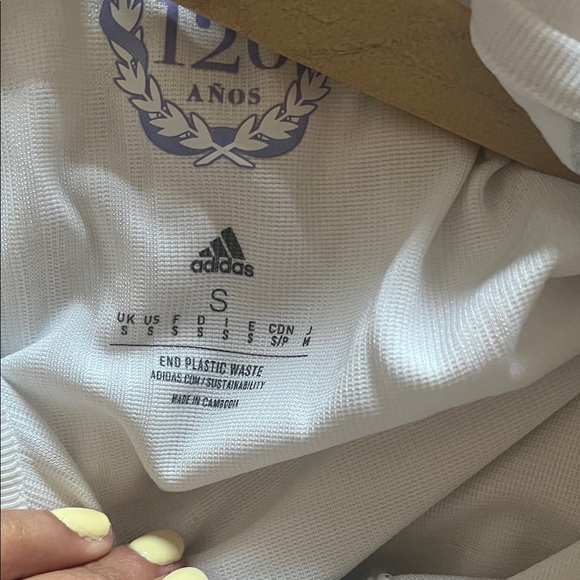 120
AÑOS
adidas
S
UK US F D I E CDN J
S S S S S S S/P M
END PLASTIC WASTE
ADIDAS.COM/SUSTAINABILITY
MADE IN CAMBODIA